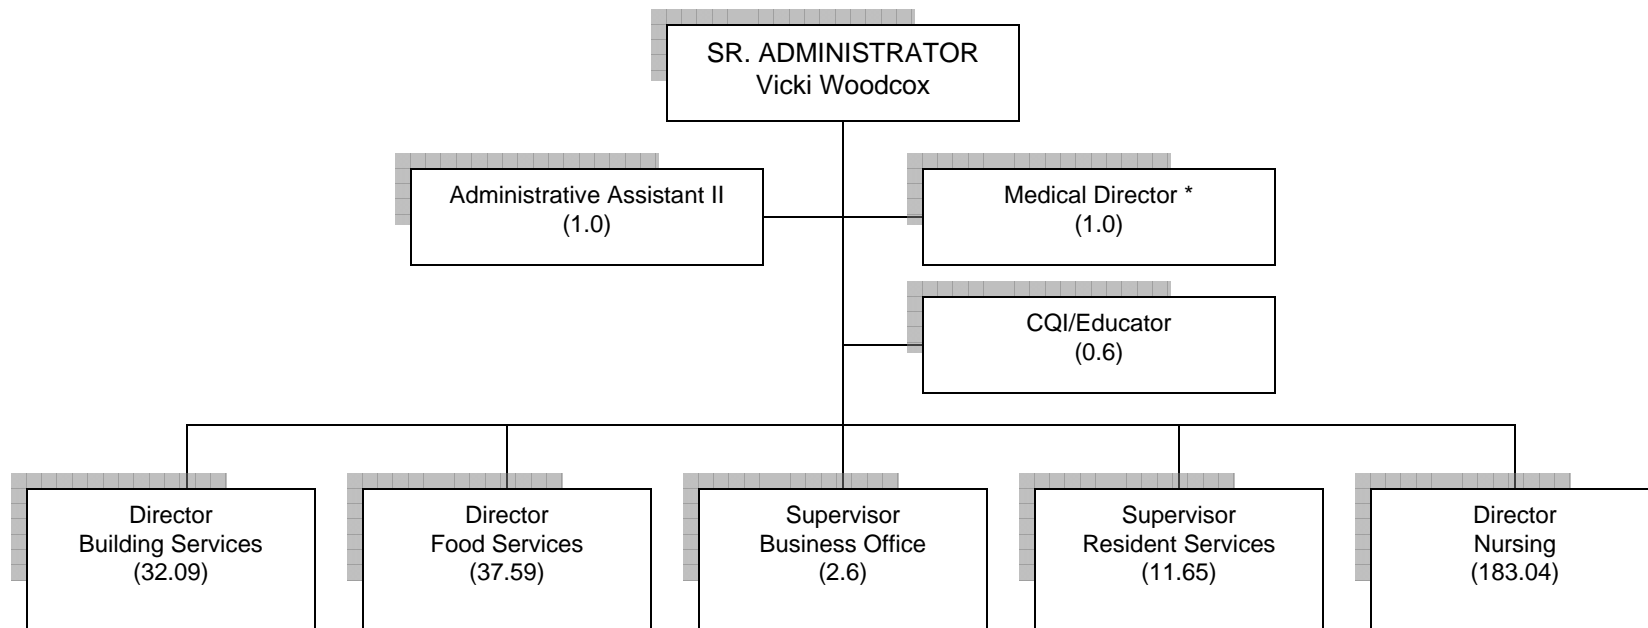 SR. ADMINISTRATOR
Vicki Woodcox
Administrative Assistant II
(1.0)
Medical Director *
(1.0)
CQI/Educator
(0.6)
Director
Building Services
(32.09)
Director
Food Services
(37.59)
Supervisor
Business Office
(2.6)
Supervisor
Resident Services
(11.65)
Director
Nursing
(183.04)